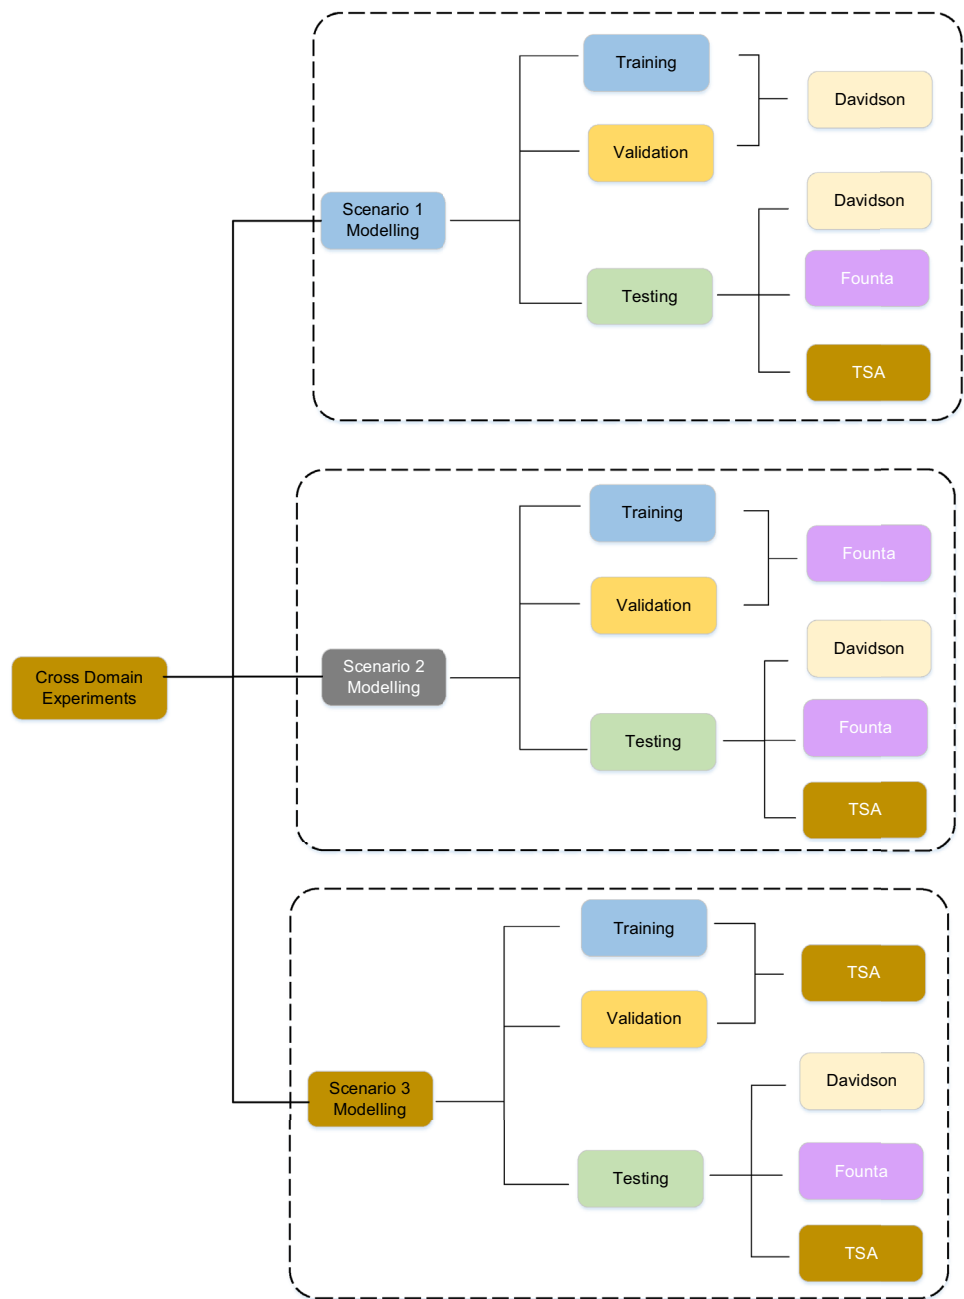 Training
Davidson
Validation
Davidson
Scenario 1
Modelling
Founta
Testing
TSA
Training
Founta
Validation
Davidson
Cross Domain
Experiments
Scenario 2
Modelling
Founta
Testing
TSA
Training
TSA
Validation
Davidson
Scenario 3
Modelling
Founta
Testing
TSA